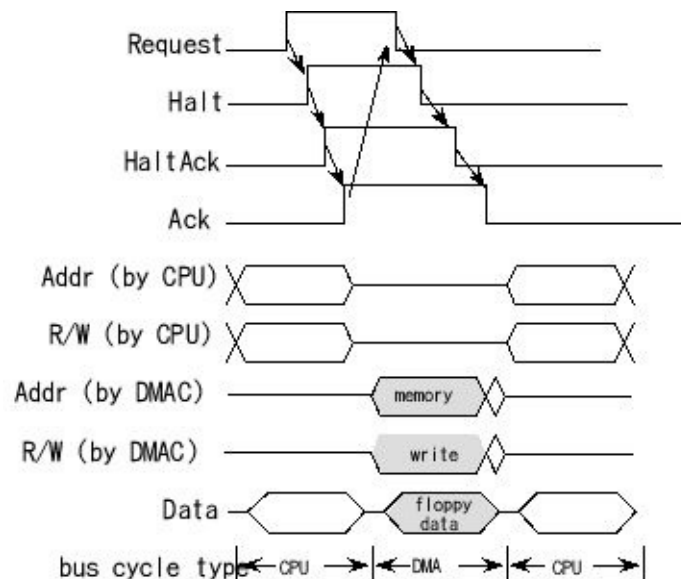 Request
Halt
HaltAck
Ack
Addr (by CPU)
R/W (by CPU)
Addr (by DMAC) memory
R/W (by DMAC) write
Data floppy
data
bus cycle type CPU DMA CPU